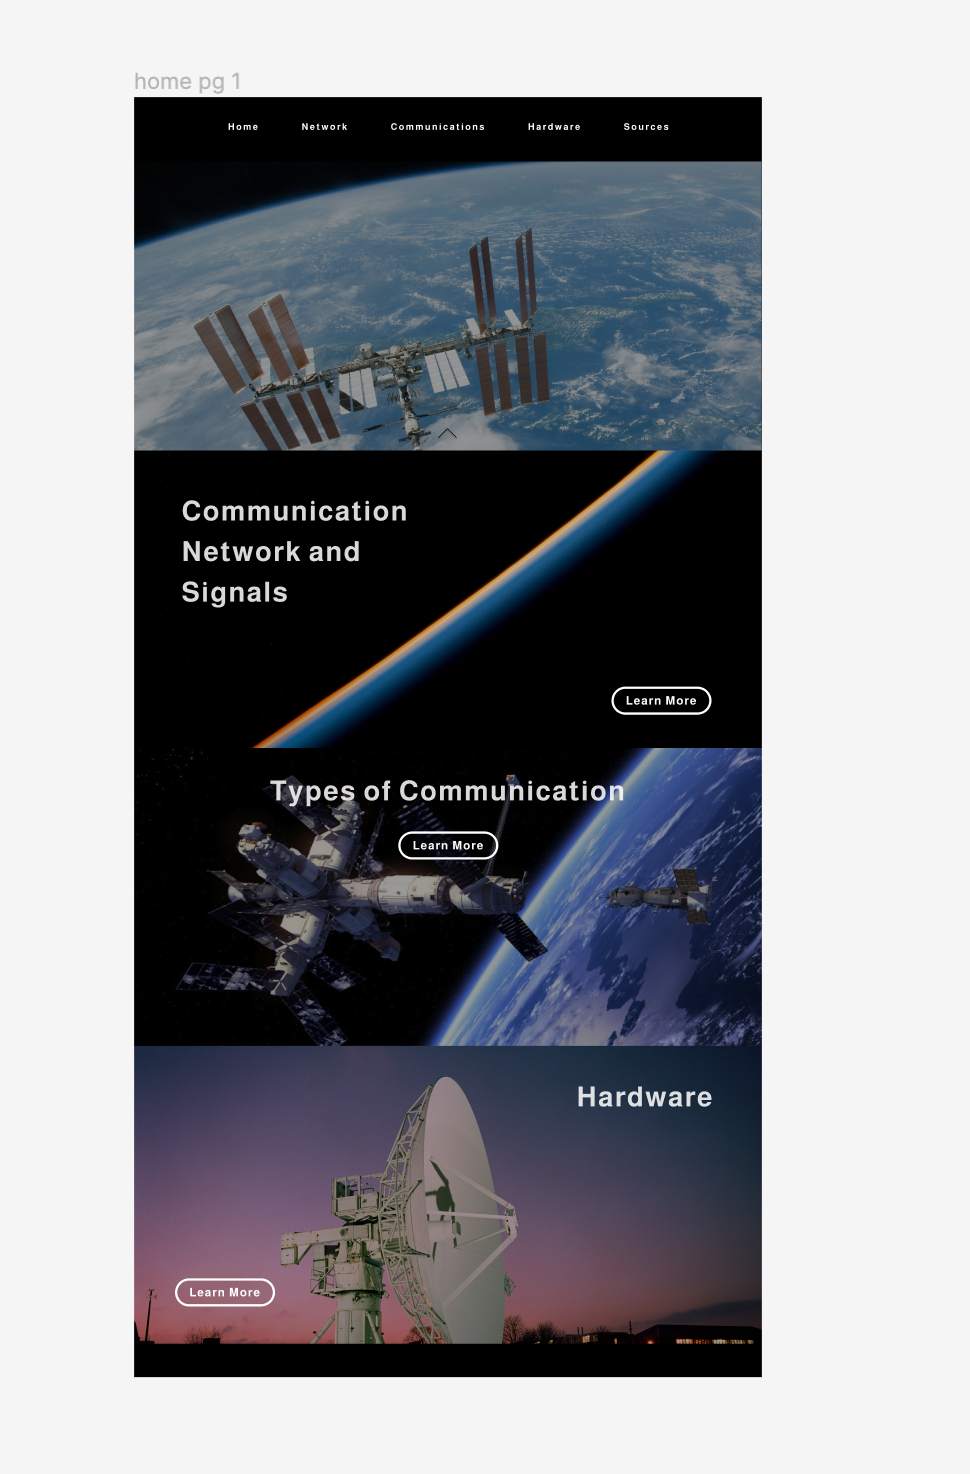 home pg 1
Home Network Communications Hardware Sources
Communication
Network and
Signals
Learn More
Types of Communication
Learn More
Hardware
Learn More